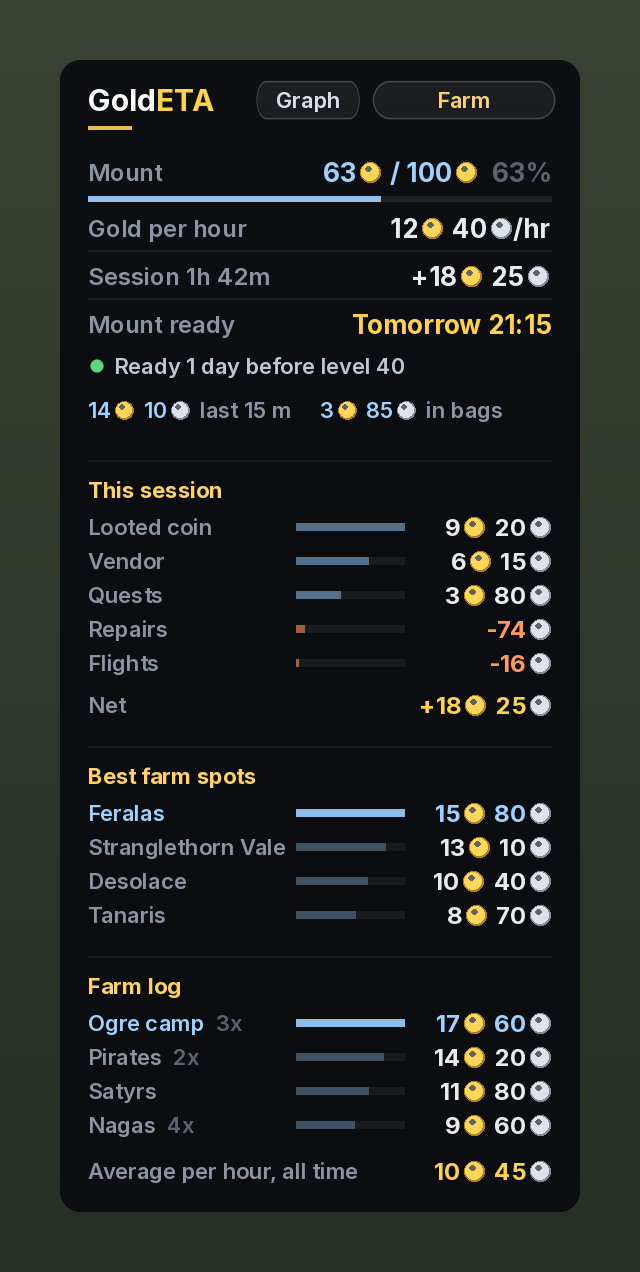 GoldETA Graph Farm
Mount 63 / 100 63%
Gold per hour 12 40 /hr
Session 1h 42m +18 25
Mount ready Tomorrow 21:15
Ready 1 day before level 40
14 10 last 15 m 3 85 in bags
This session
Looted coin 9 20
Vendor 6 15
Quests 3 80
Repairs -74
Flights -16
Net +18 25
Best farm spots
Feralas 15 80
Stranglethorn Vale 13 10
Desolace 10 40
Tanaris 8 70
Farm log
Ogre camp 3x 17 60
Pirates 2x 14 20
Satyrs 11 80
Nagas 4x 9 60
Average per hour, all time 10 45